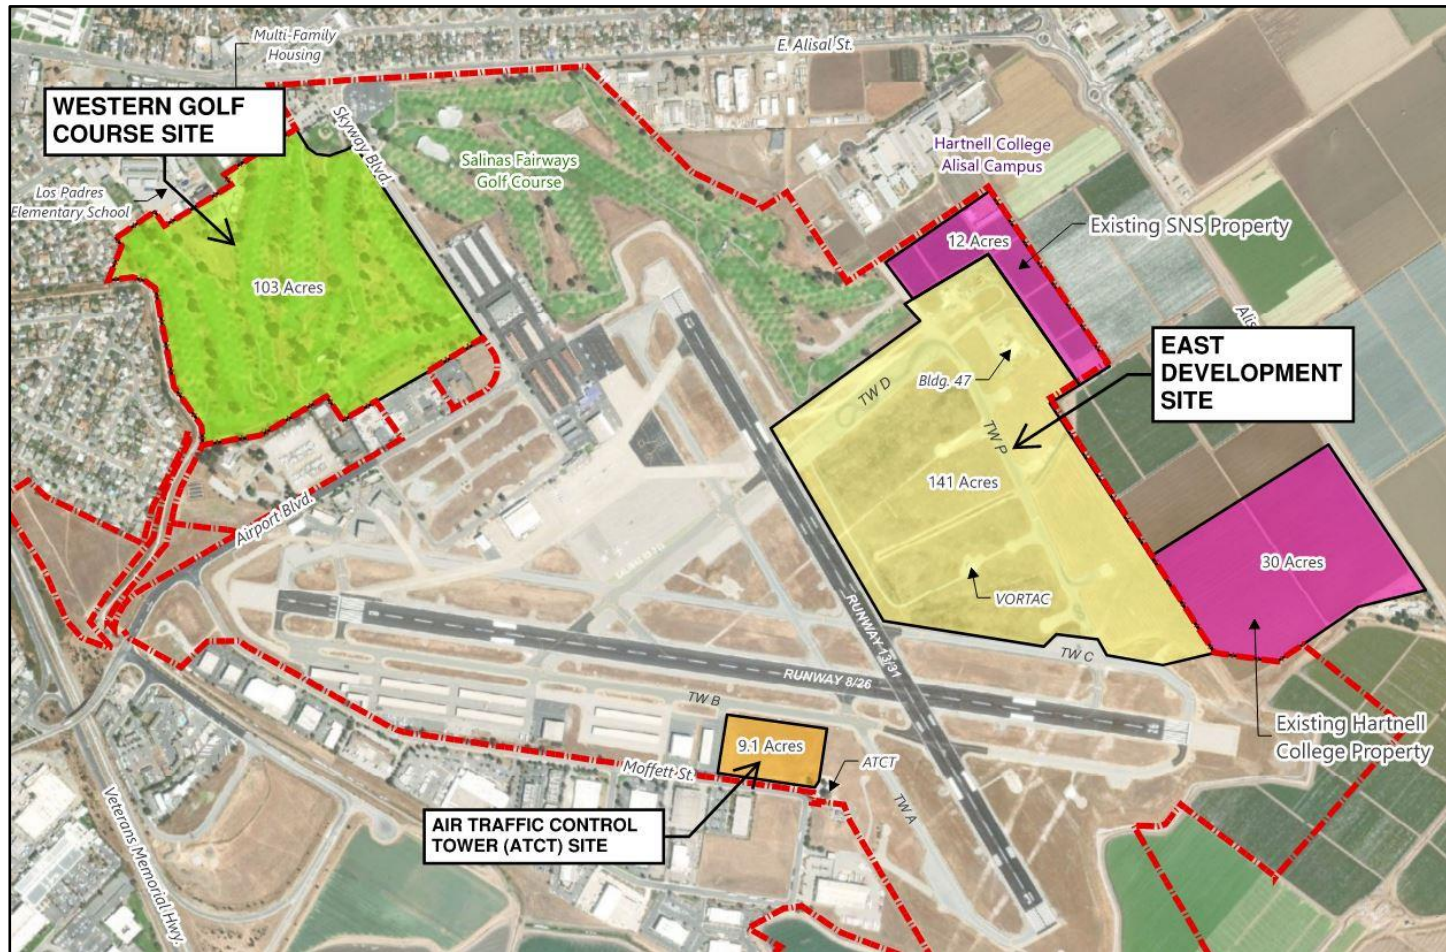 Multi-Family
Housing
E. Alisal St.
WESTERN GOLF
COURSE SITE
Skyway Blvd.
Salinas Fairways
Golf Course
Hartnell College
Alisal Campus
Los Padres
Elementary School
12 Acres
Existing SNS Property
103 Acres
EAST
DEVELOPMENT
SITE
Bldg. 47
TW D
TW P
141 Acres
Airport Blvd.
30 Acres
VORTAC
RUNWAY 13/31
TW C
RUNWAY 8/26
TW B
Existing Hartnell
College Property
9.1 Acres
Moffett St.
ATCT
TW A
AIR TRAFFIC CONTROL
TOWER (ATCT) SITE
Veterans Memorial Hwy.